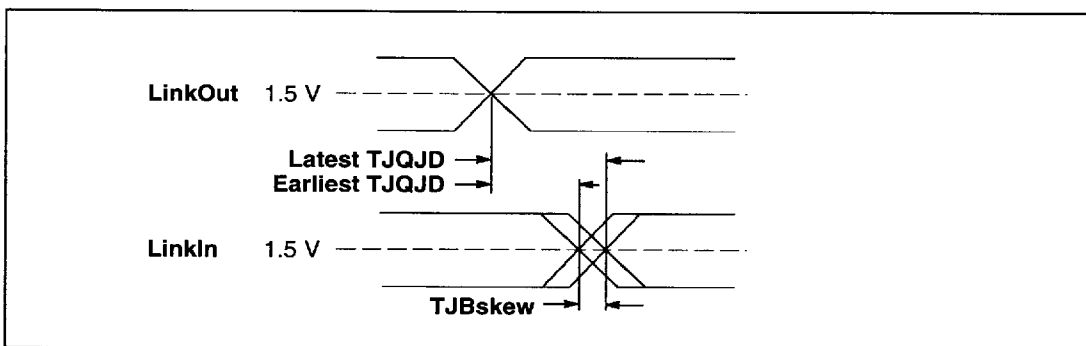 LinkOut 1.5 V
Latest TJQJD
Earliest TJQJD
LinkIn 1.5 V
TJBskew